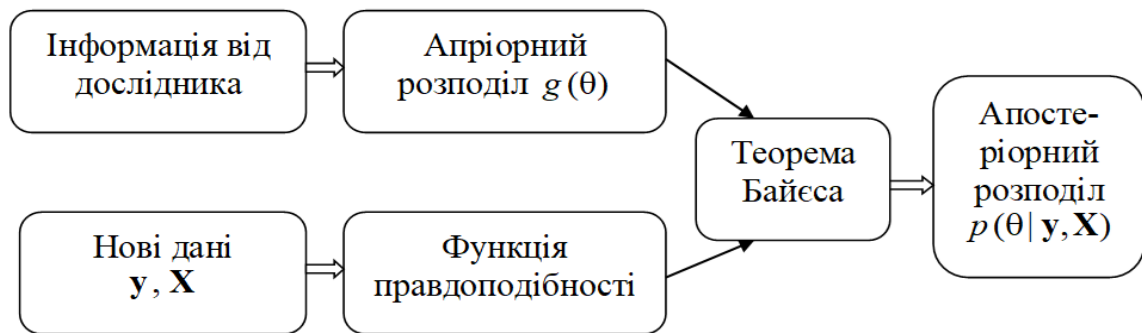 Інформація від
дослідника
Апріорний
розподіл g (θ)
Нові дані
y , X
Функція
правдоподібності
Теорема
Байєса
Апосте-
ріорний
розподіл
p (θ | y, X)